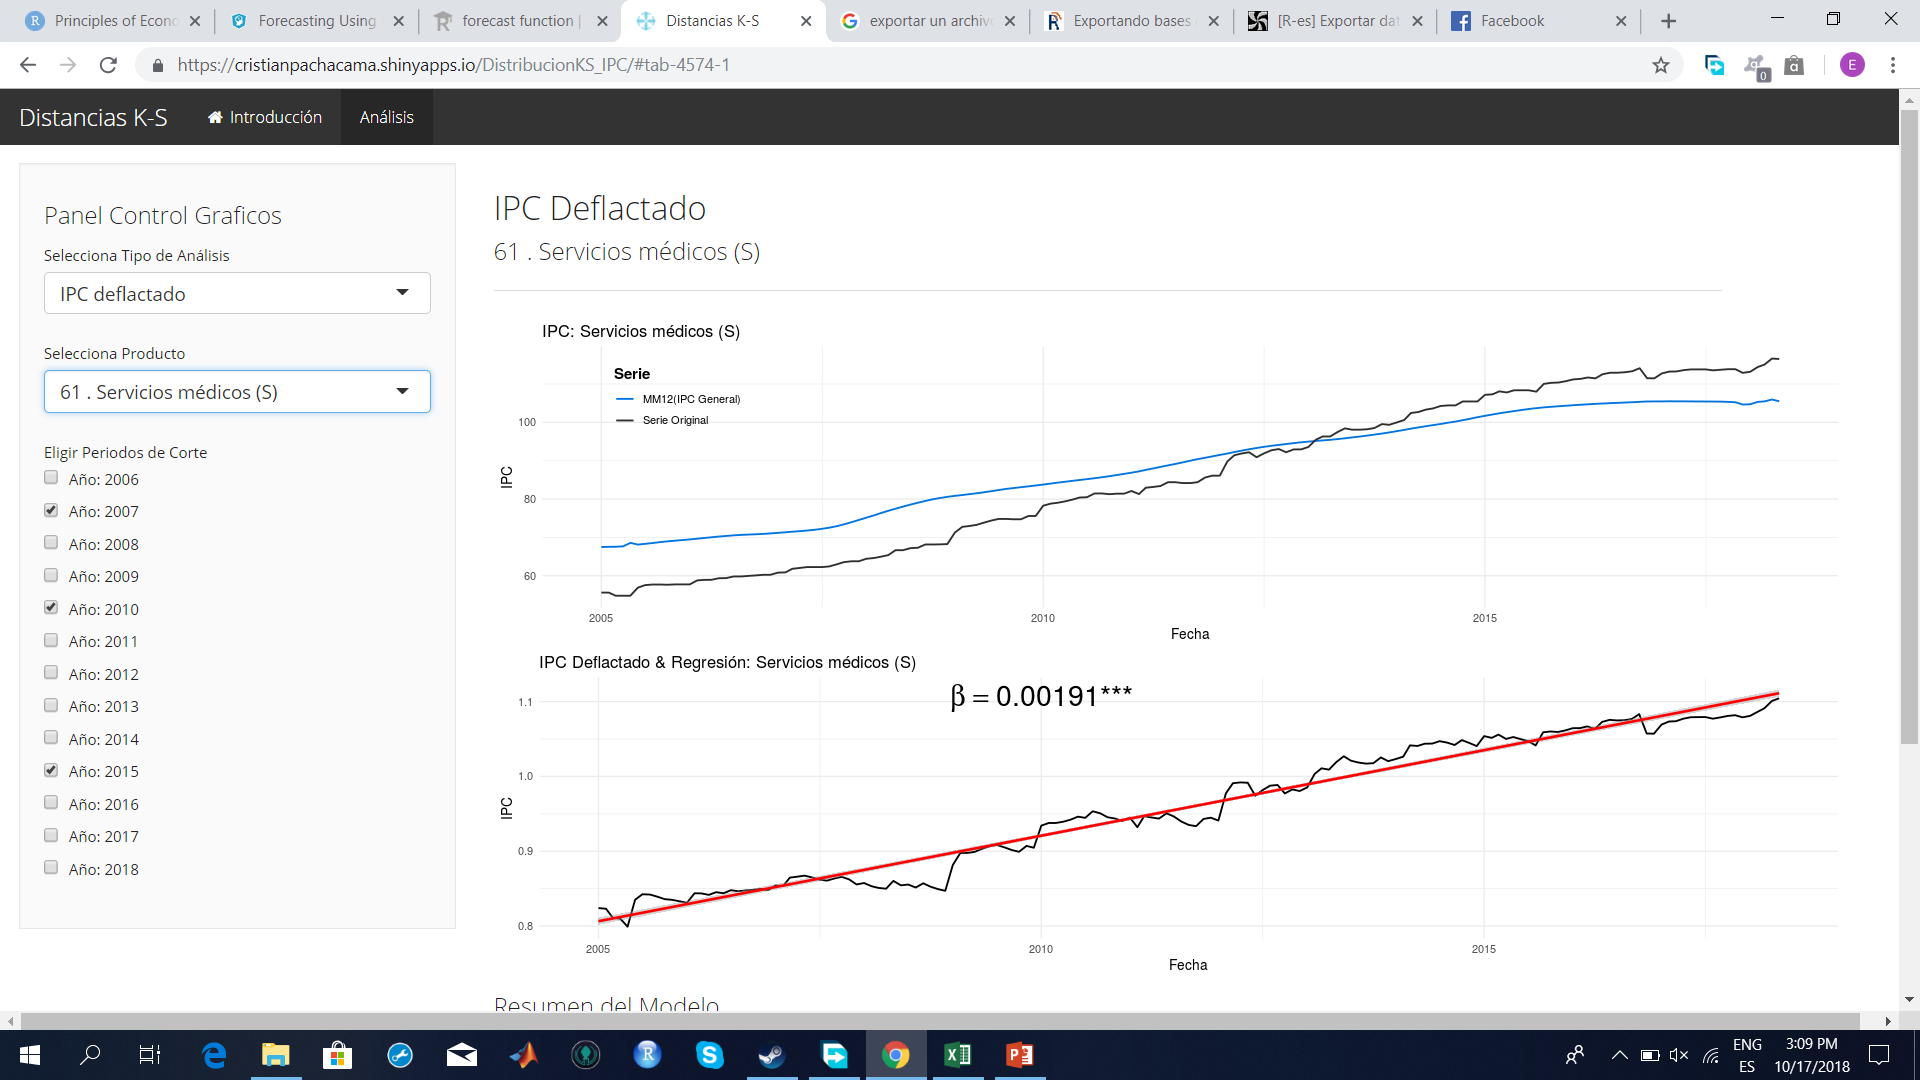 Principles of Econo
Forecasting Using
forecast function |
Distancias K-S
exportar un archivo
Exportando bases
[R-es] Exportar dat
Facebook
https://cristianpachacama.shinyapps.io/DistribucionKS_IPC/#tab-4574-1
0
E
Distancias K-S
Introducción
Análisis
Panel Control Graficos
Selecciona Tipo de Análisis
IPC deflactado
Selecciona Producto
61 . Servicios médicos (S)
Eligir Periodos de Corte
Año: 2006
Año: 2007
Año: 2008
Año: 2009
Año: 2010
Año: 2011
Año: 2012
Año: 2013
Año: 2014
Año: 2015
Año: 2016
Año: 2017
Año: 2018
IPC Deflactado
61 . Servicios médicos (S)
IPC: Servicios médicos (S)
Serie
MM12(IPC General)
Serie Original
100
80
60
IPC
2005
2010
2015
Fecha
IPC Deflactado & Regresión: Servicios médicos (S)
β = 0.00191***
1.1
1.0
0.9
0.8
IPC
2005
2010
2015
Fecha
Resumen del Modelo
ENG
ES
3:09 PM
10/17/2018